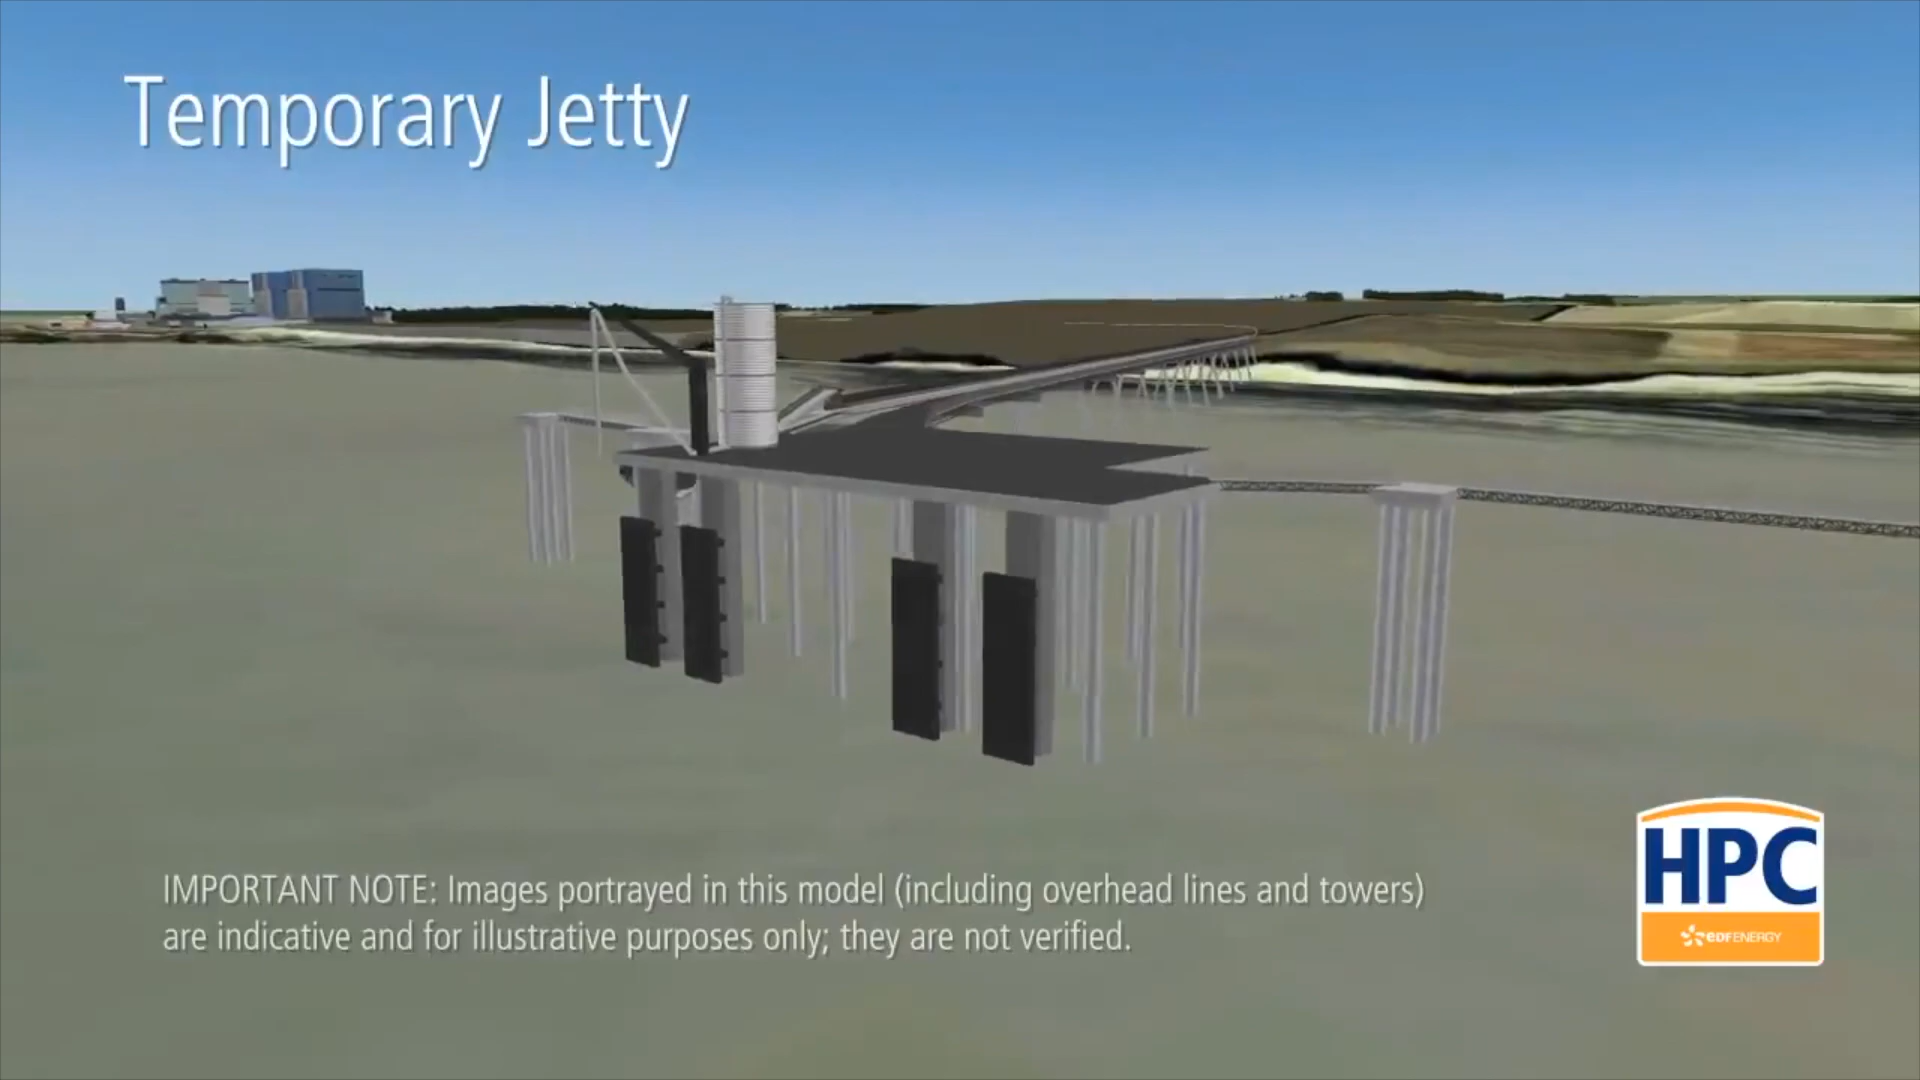 Temporary Jetty
IMPORTANT NOTE: Images portrayed in this model (including overhead lines and towers)
are indicative and for illustrative purposes only; they are not verified.
HPC
eDF ENERGY